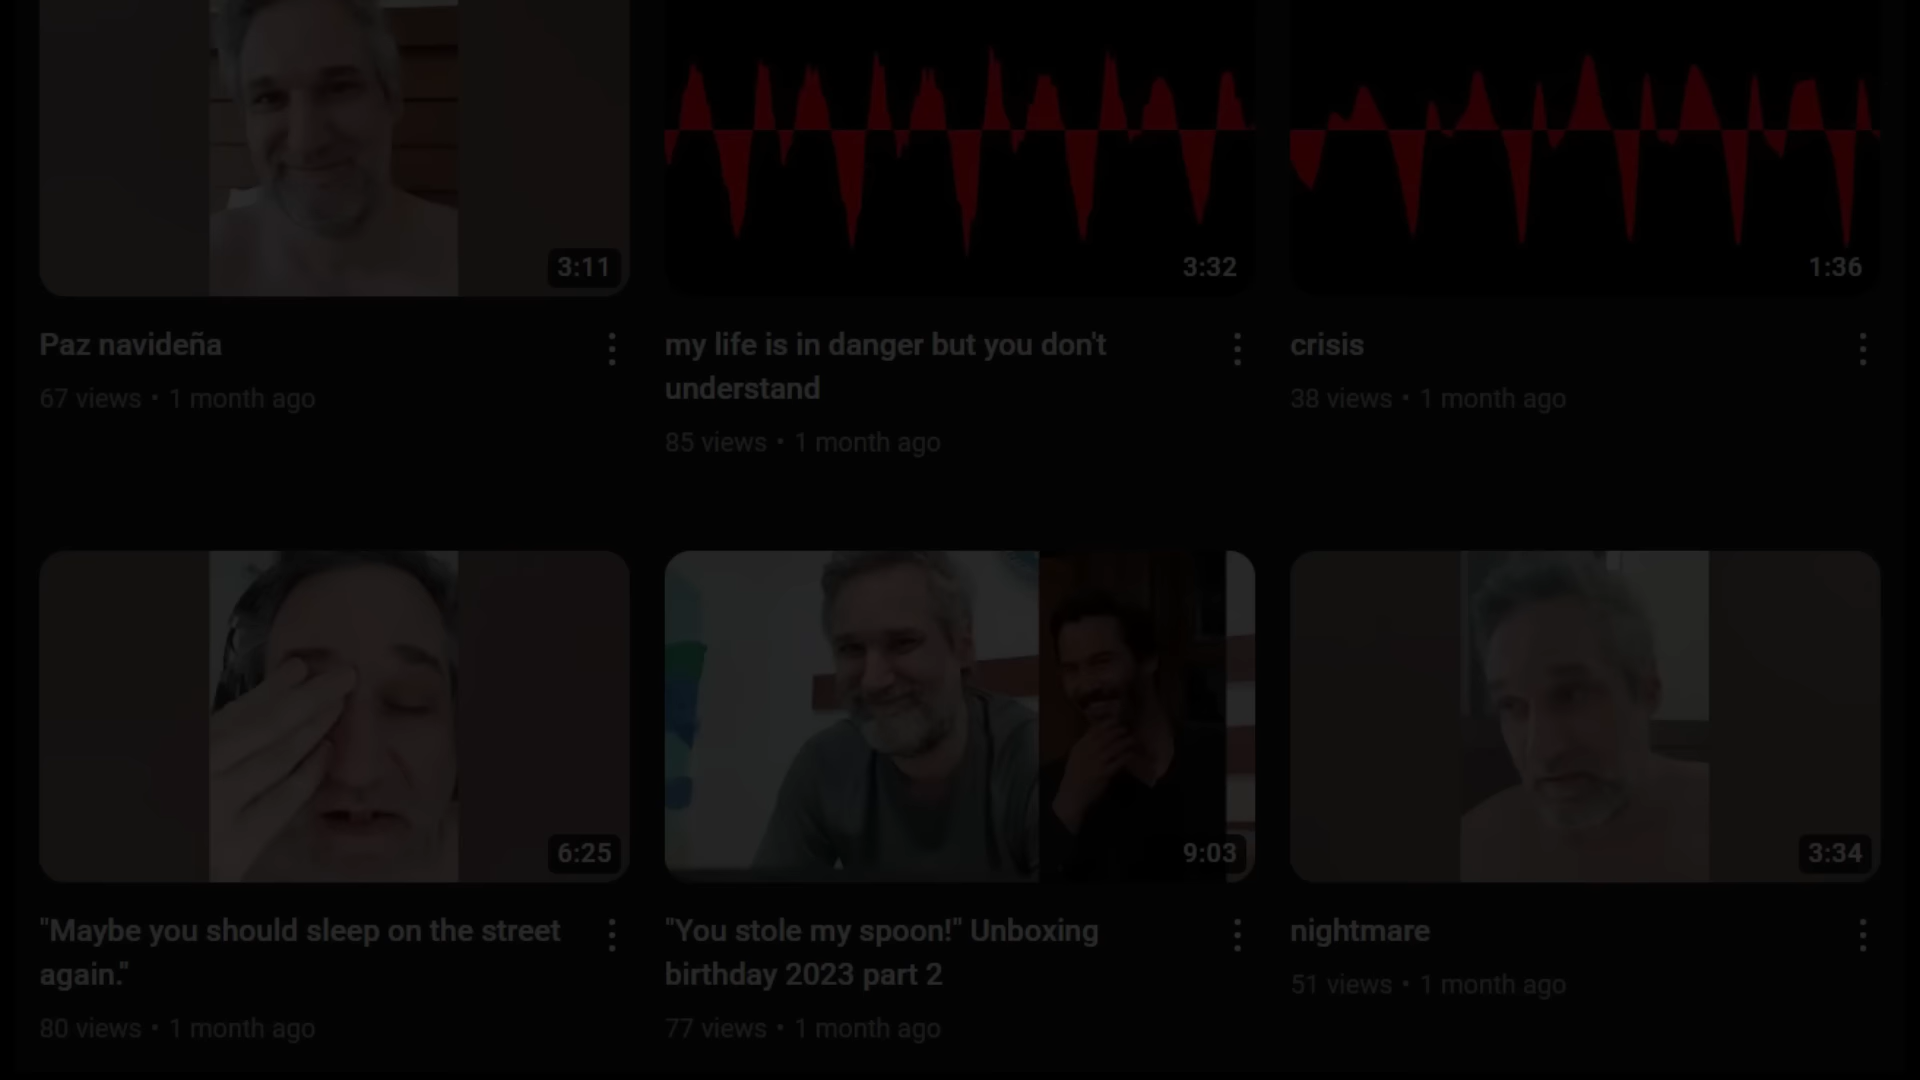 3:11
3:32
1:36
Paz navideña
my life is in danger but you don't
understand
crisis
67 views • 1 month ago
85 views • 1 month ago
38 views • 1 month ago
6:25
9:03
3:34
"Maybe you should sleep on the street
again."
"You stole my spoon!" Unboxing
birthday 2023 part 2
nightmare
80 views • 1 month ago
77 views • 1 month ago
51 views • 1 month ago